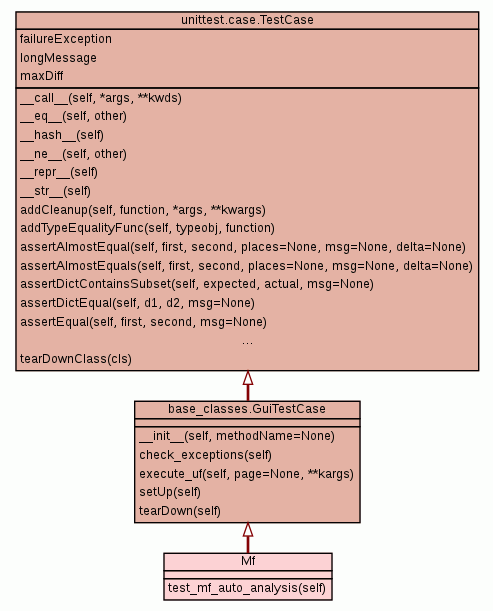 unittest.case.TestCase
failureException
longMessage
maxDiff
__call__(self, *args, **kwds)
__eq__(self, other)
__hash__(self)
__ne__(self, other)
__repr__(self)
__str__(self)
addCleanup(self, function, *args, **kwargs)
addTypeEqualityFunc(self, typeobj, function)
assertAlmostEqual(self, first, second, places=None, msg=None, delta=None)
assertAlmostEquals(self, first, second, places=None, msg=None, delta=None)
assertDictContainsSubset(self, expected, actual, msg=None)
assertDictEqual(self, d1, d2, msg=None)
assertEqual(self, first, second, msg=None)
...
tearDownClass(cls)
base_classes.GuiTestCase
__init__(self, methodName=None)
check_exceptions(self)
execute_uf(self, page=None, **kargs)
setUp(self)
tearDown(self)
Mf
test_mf_auto_analysis(self)